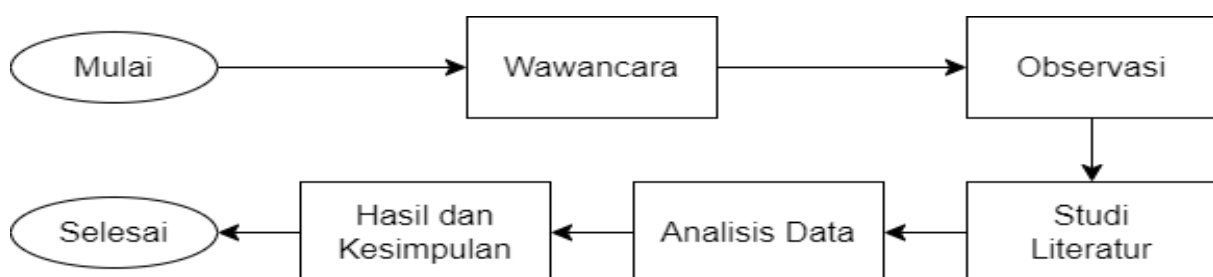 Mulai
Wawancara
Observasi
Studi
Literatur
Analisis Data
Hasil dan
Kesimpulan
Selesai